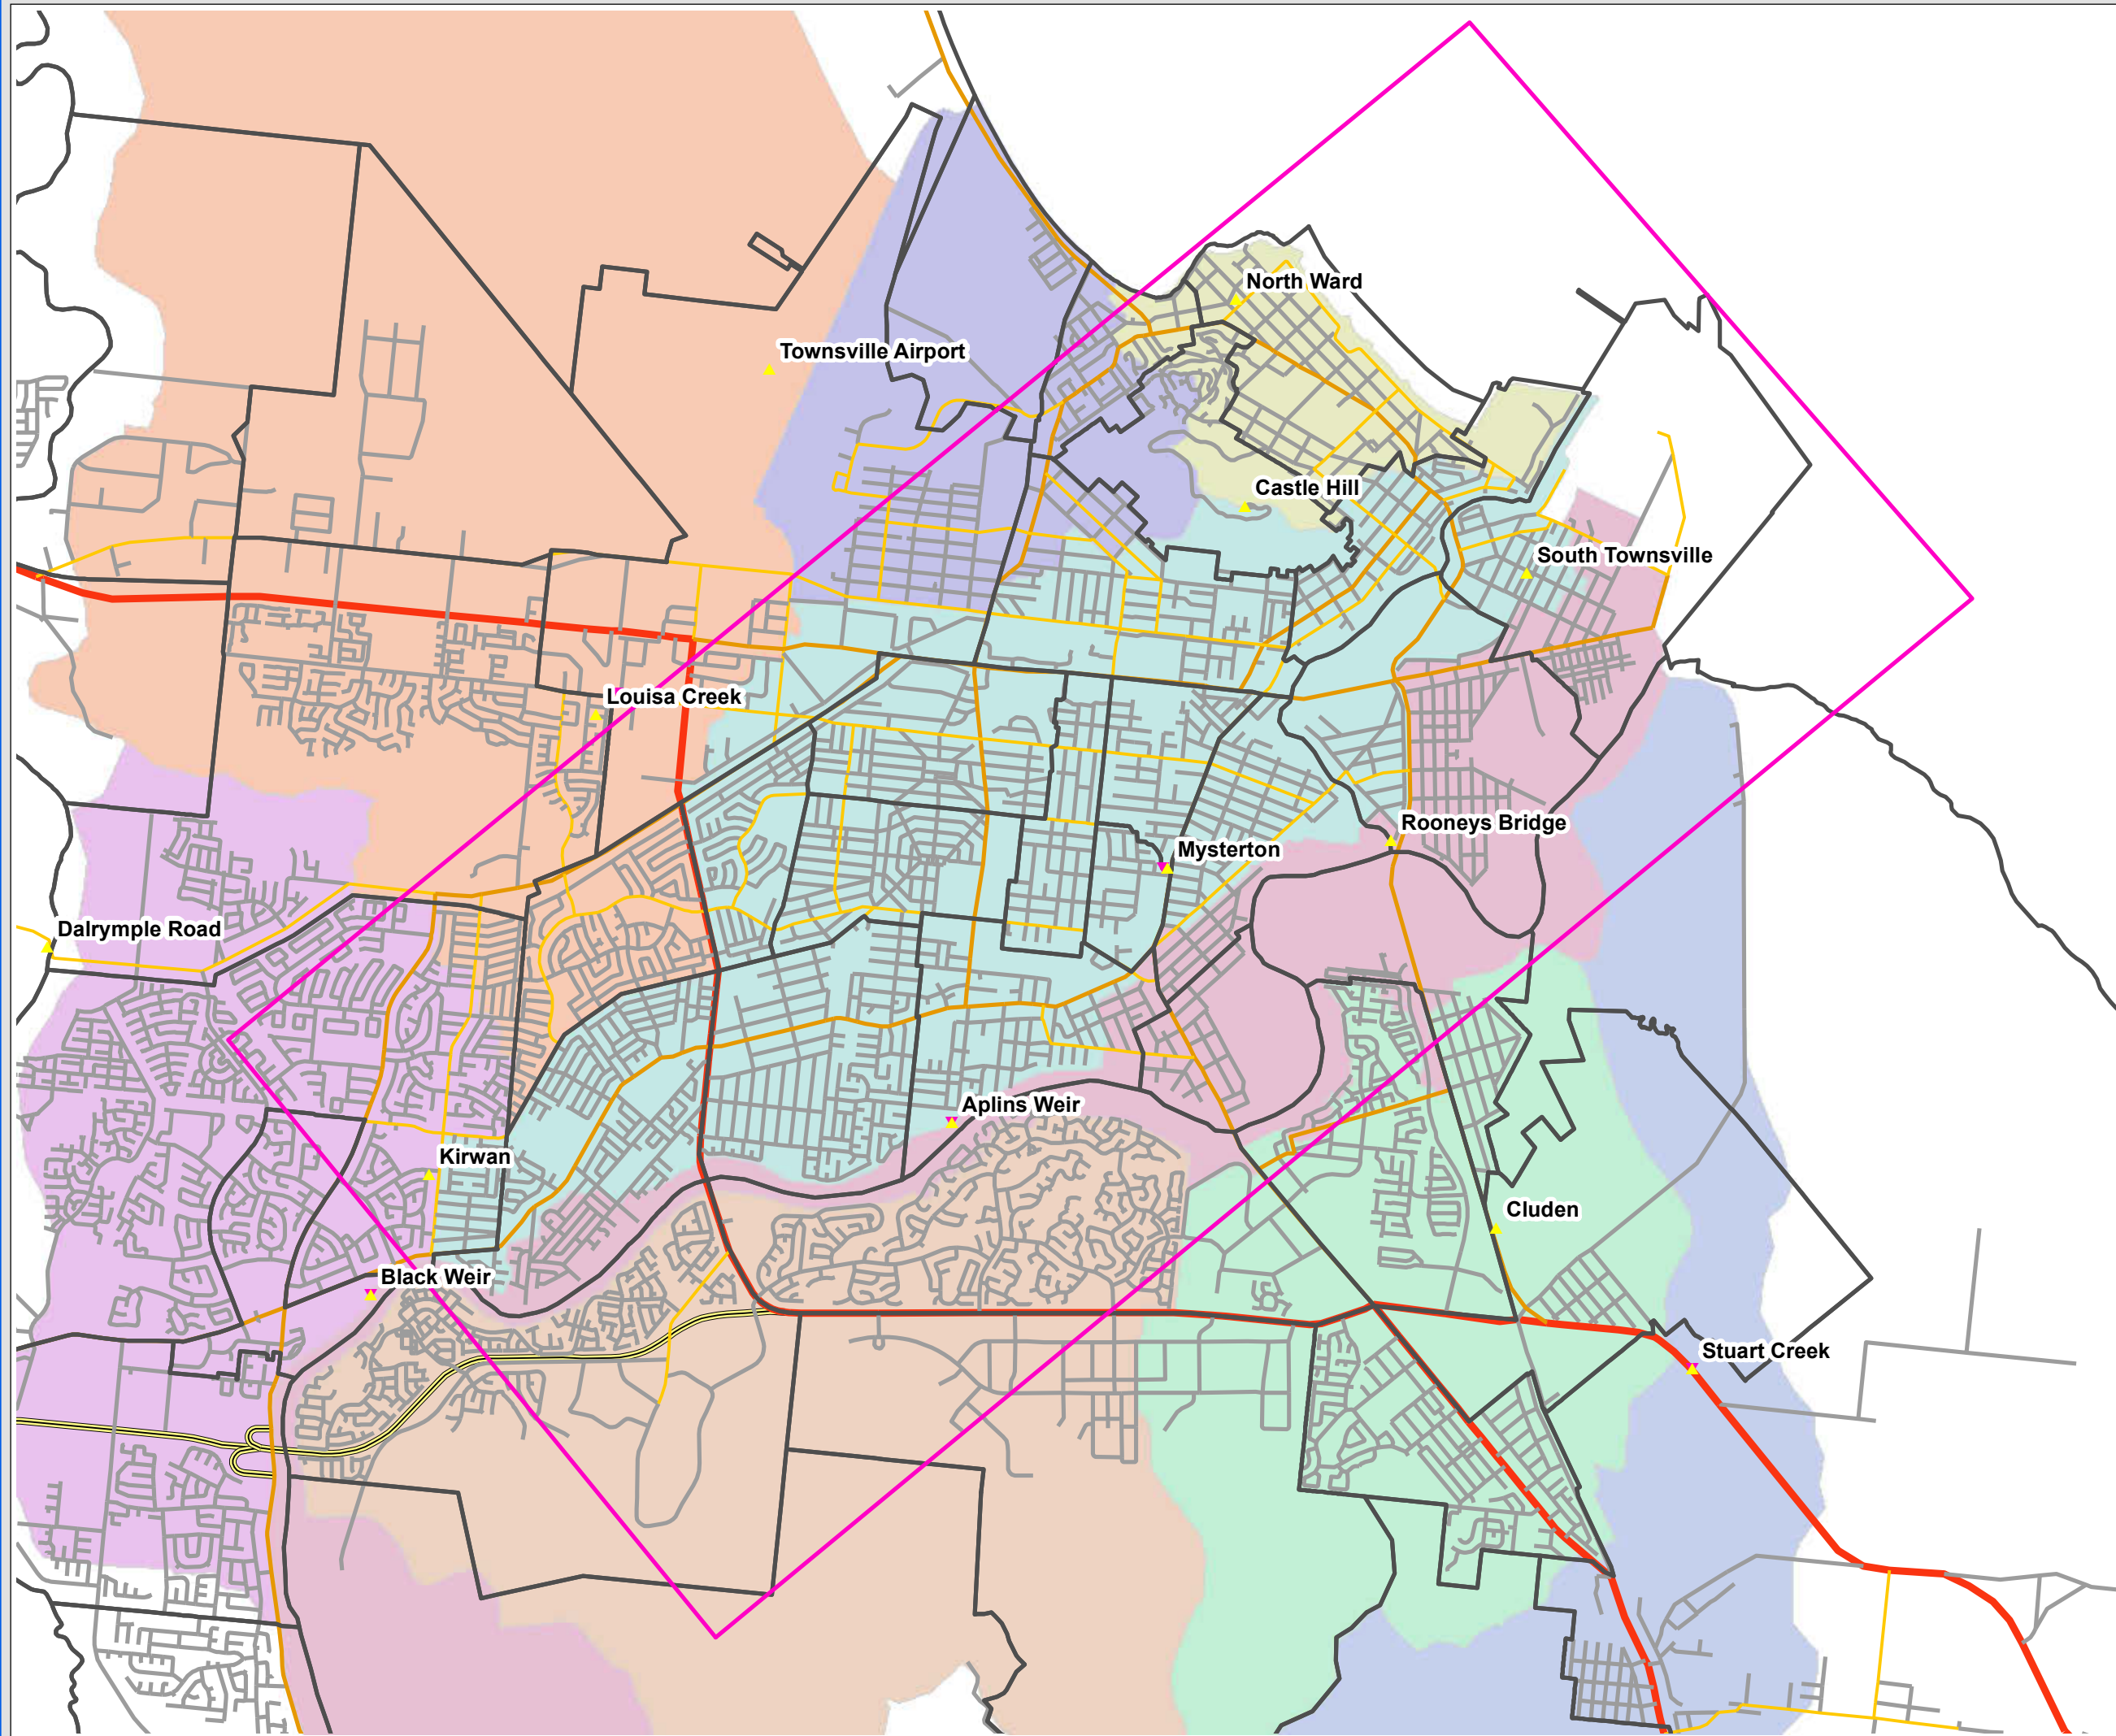 North Ward
Townsville Airport
Castle Hill
South Townsville
Louisa Creek
Rooneys Bridge
Mysterton
Dalrymple Road
Aplins Weir
Kirwan
Cluden
Black Weir
Stuart Creek